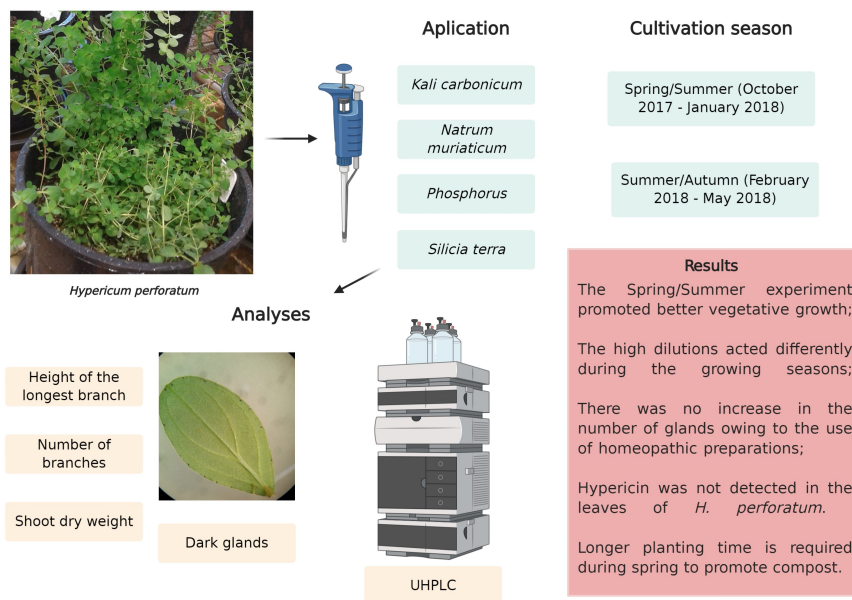 Aplication
Cultivation season
Kali carbonicum
Natrum
muriaticum
Phosphorus
Silicia terra
Spring/Summer (October
2017 - January 2018)
Summer/Autumn (February
2018 - May 2018)
Hypericum perforatum
Analyses
Height of the
longest branch
Number of
branches
Shoot dry weight
Dark glands
UHPLC
Results
The Spring/Summer experiment
promoted better vegetative growth;
The high dilutions acted differently
during the growing seasons;
There was no increase in the
number of glands owing to the use
of homeopathic preparations;
Hypericin was not detected in the
leaves of H. perforatum.
Longer planting time is required
during spring to promote compost.